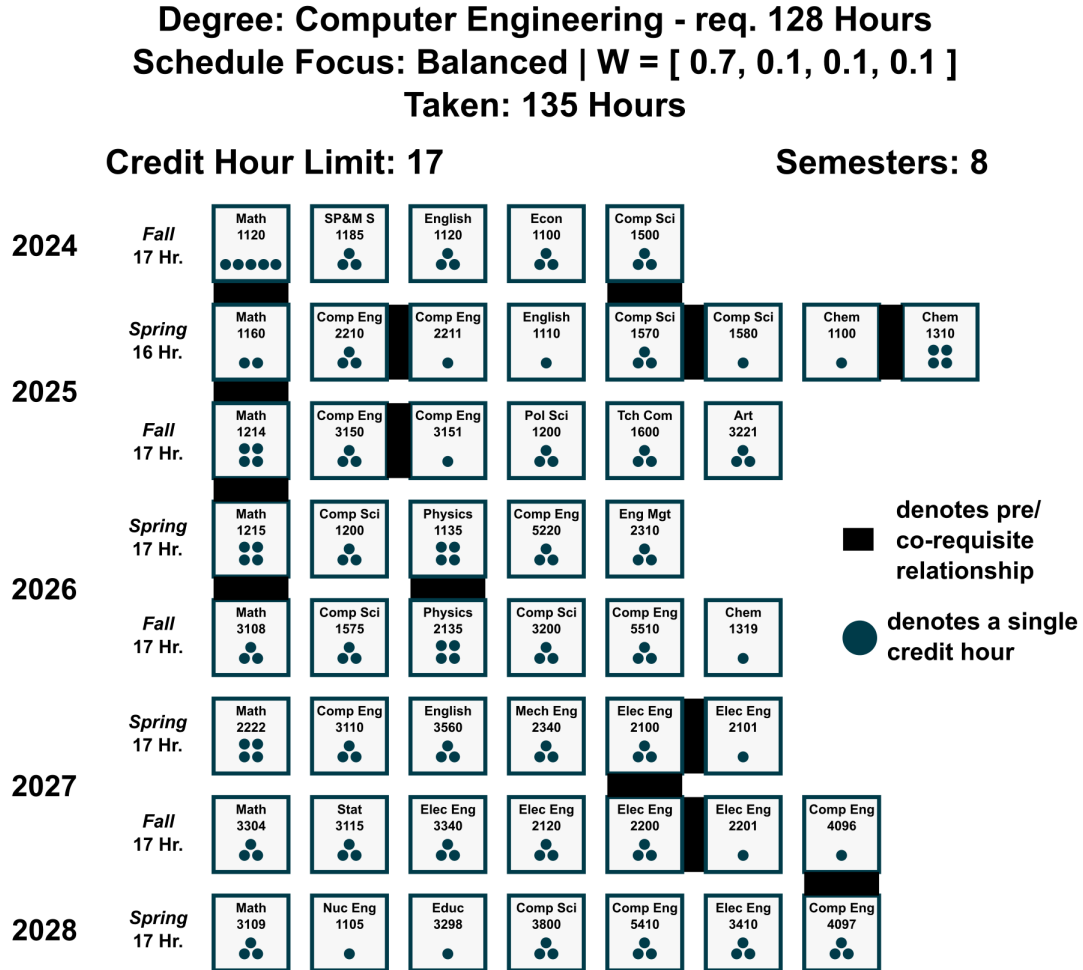 Degree: Computer Engineering - req. 128 Hours
Schedule Focus: Balanced | W = [ 0.7, 0.1, 0.1, 0.1 ]
Taken: 135 Hours
Credit Hour Limit: 17
Semesters: 8
2024
Fall
17 Hr.
Math
1120
SP&M S
1185
English
1120
Econ
1100
Comp Sci
1500
Spring
16 Hr.
Math
1160
Comp Eng
2210
Comp Eng
2211
English
1110
Comp Sci
1570
Comp Sci
1580
Chem
1100
Chem
1310
2025
Fall
17 Hr.
Math
1214
Comp Eng
3150
Comp Eng
3151
Pol Sci
1200
Tch Com
1600
Art
3221
Spring
17 Hr.
Math
1215
Comp Sci
1200
Physics
1135
Comp Eng
5220
Eng Mgt
2310
denotes pre/
co-requisite
relationship
2026
Fall
17 Hr.
Math
3108
Comp Sci
1575
Physics
2135
Comp Sci
3200
Comp Eng
5510
Chem
1319
denotes a single
credit hour
Spring
17 Hr.
Math
2222
Comp Eng
3110
English
3560
Mech Eng
2340
Elec Eng
2100
Elec Eng
2101
2027
Fall
17 Hr.
Math
3304
Stat
3115
Elec Eng
3340
Elec Eng
2120
Elec Eng
2200
Elec Eng
2201
Comp Eng
4096
2028
Spring
17 Hr.
Math
3109
Nuc Eng
1105
Educ
3298
Comp Sci
3800
Comp Eng
5410
Elec Eng
3410
Comp Eng
4097